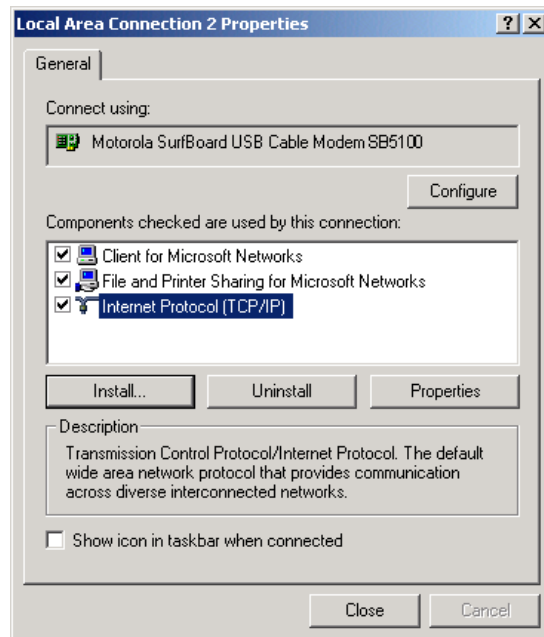 Local Area Connection 2 Properties
General
Connect using:
Motorola SurfBoard USB Cable Modem SB5100
Configure
Components checked are used by this connection:
Client for Microsoft Networks
File and Printer Sharing for Microsoft Networks
Internet Protocol (TCP/IP)
Install... Uninstall Properties
Description
Transmission Control Protocol/Internet Protocol. The default
wide area network protocol that provides communication
across diverse interconnected networks.
Show icon in taskbar when connected
Close Cancel